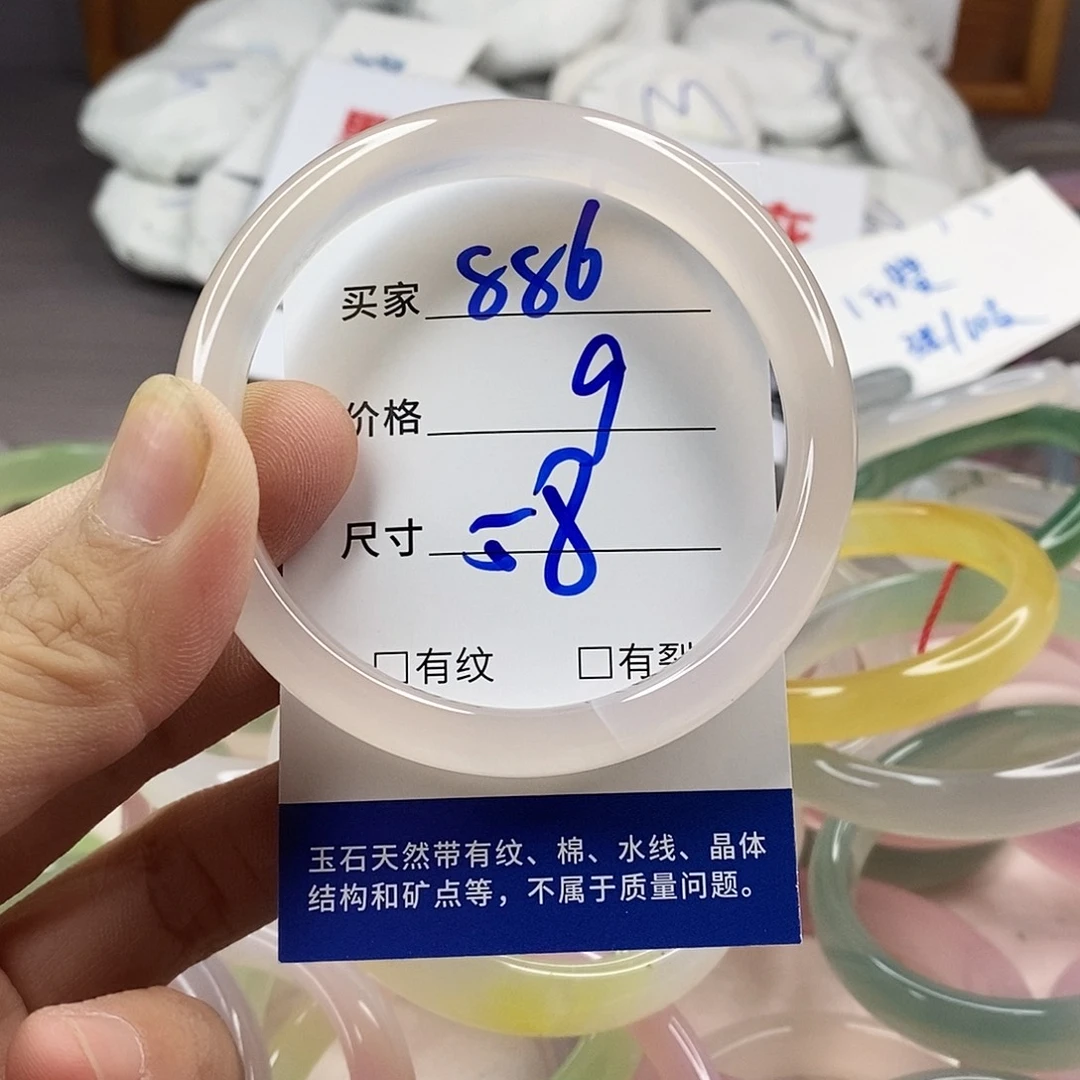 M
在
买家 886
价格 9
尺寸 58
□有纹 □有裂
玉石天然带有纹、棉、水线、晶体
结构和矿点等，不属于质量问题。